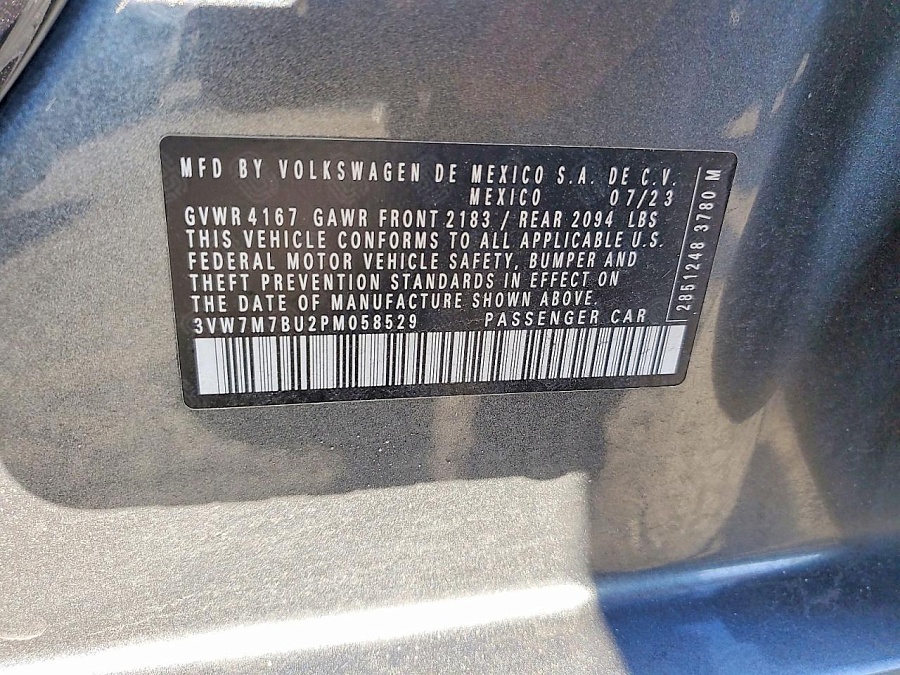 MFD BY VOLKSWAGEN DE MEXICO S.A. DE C.V.
MEXICO 07/23
GVWR 4167 GAWR FRONT 2183 / REAR 2094 LBS
THIS VEHICLE CONFORMS TO ALL APPLICABLE U.S.
FEDERAL MOTOR VEHICLE SAFETY, BUMPER AND
THEFT PREVENTION STANDARDS IN EFFECT ON
THE DATE OF MANUFACTURE SHOWN ABOVE.
3VW7M7BU2PM058529 PASSENGER CAR
2851248 3780 M